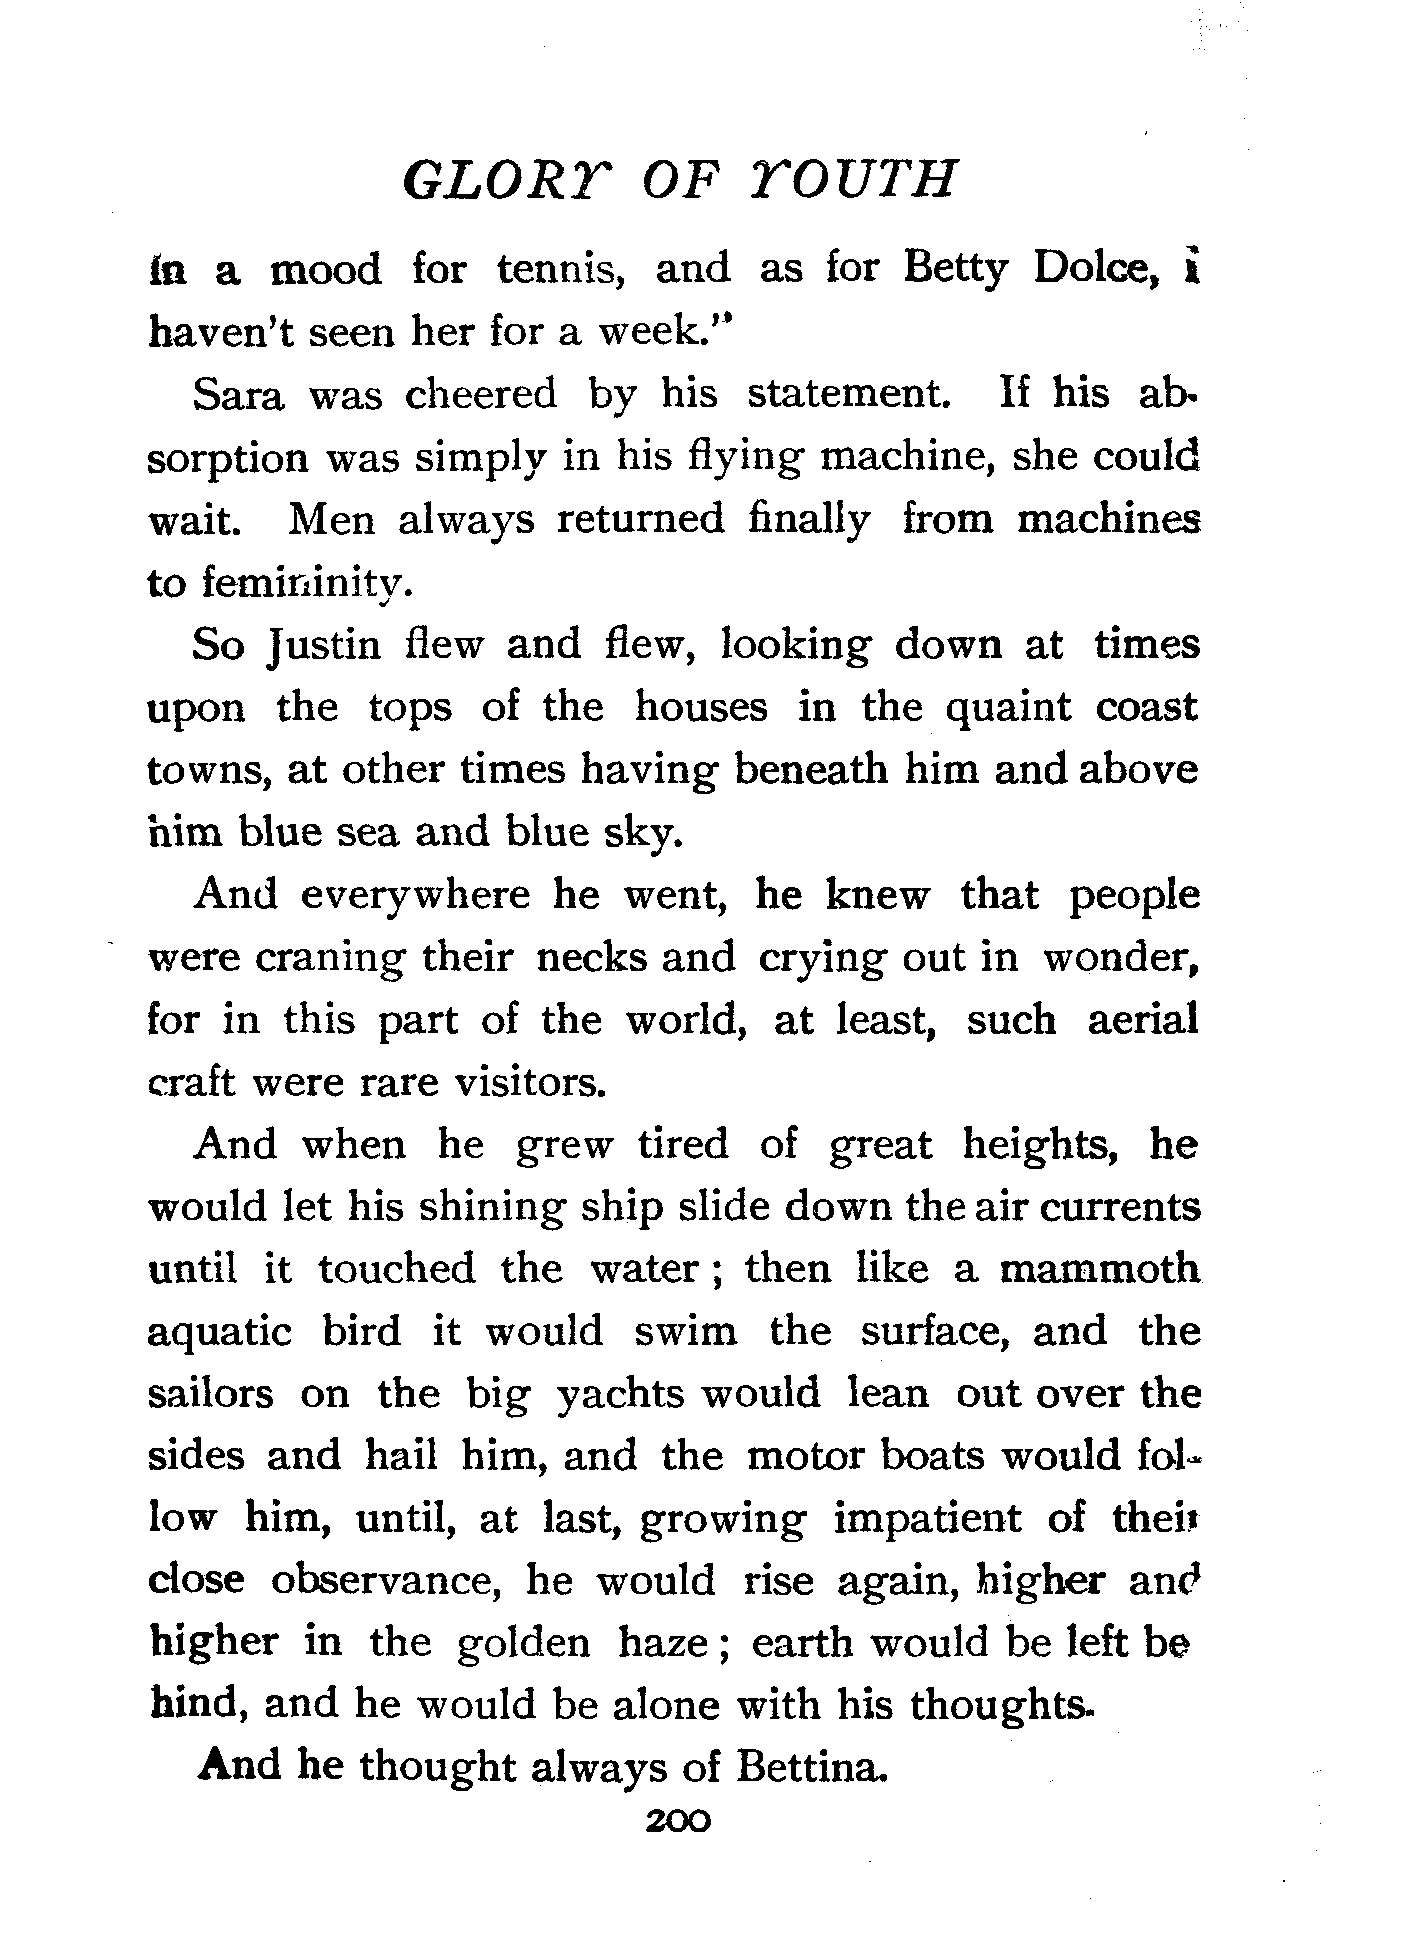 GLORY OF YOUTH
in a mood for tennis, and as for Betty Dolce, i
haven't seen her for a week."
Sara was cheered by his statement. If his ab-
sorption was simply in his flying machine, she could
wait. Men always returned finally from machines
to femininity.
So Justin flew and flew, looking down at times
upon the tops of the houses in the quaint coast
towns, at other times having beneath him and above
him blue sea and blue sky.
And everywhere he went, he knew that people
were craning their necks and crying out in wonder,
for in this part of the world, at least, such aerial
craft were rare visitors.
And when he grew tired of great heights, he
would let his shining ship slide down the air currents
until it touched the water; then like a mammoth
aquatic bird it would swim the surface, and the
sailors on the big yachts would lean out over the
sides and hail him, and the motor boats would fol-
low him, until, at last, growing impatient of their
close observance, he would rise again, higher and
higher in the golden haze; earth would be left be
hind, and he would be alone with his thoughts.
And he thought always of Bettina.
200